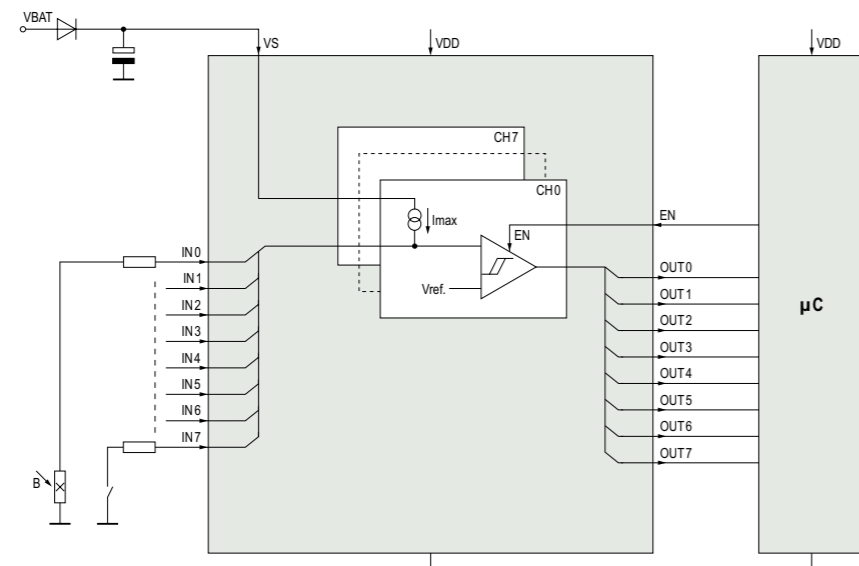 VBAT
VS
VDD
VDD
CH7
CH0
Imax
EN
EN
Vref.
IN0
IN1
IN2
IN3
IN4
IN5
IN6
IN7
OUT0
OUT1
OUT2
OUT3
OUT4
OUT5
OUT6
OUT7
µC
B